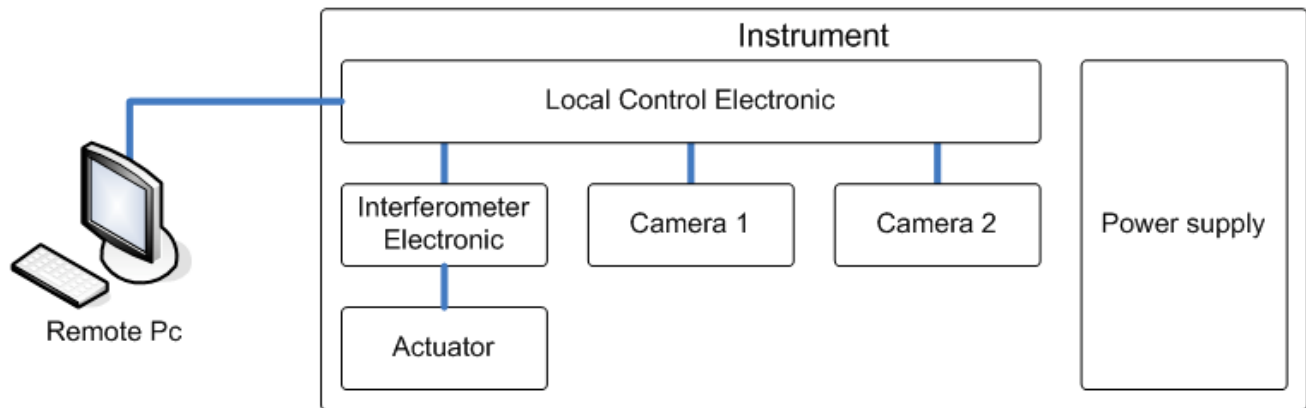 Instrument
Local Control Electronic
Interferometer
Electronic
Camera 1
Camera 2
Power supply
Actuator
Remote Pc